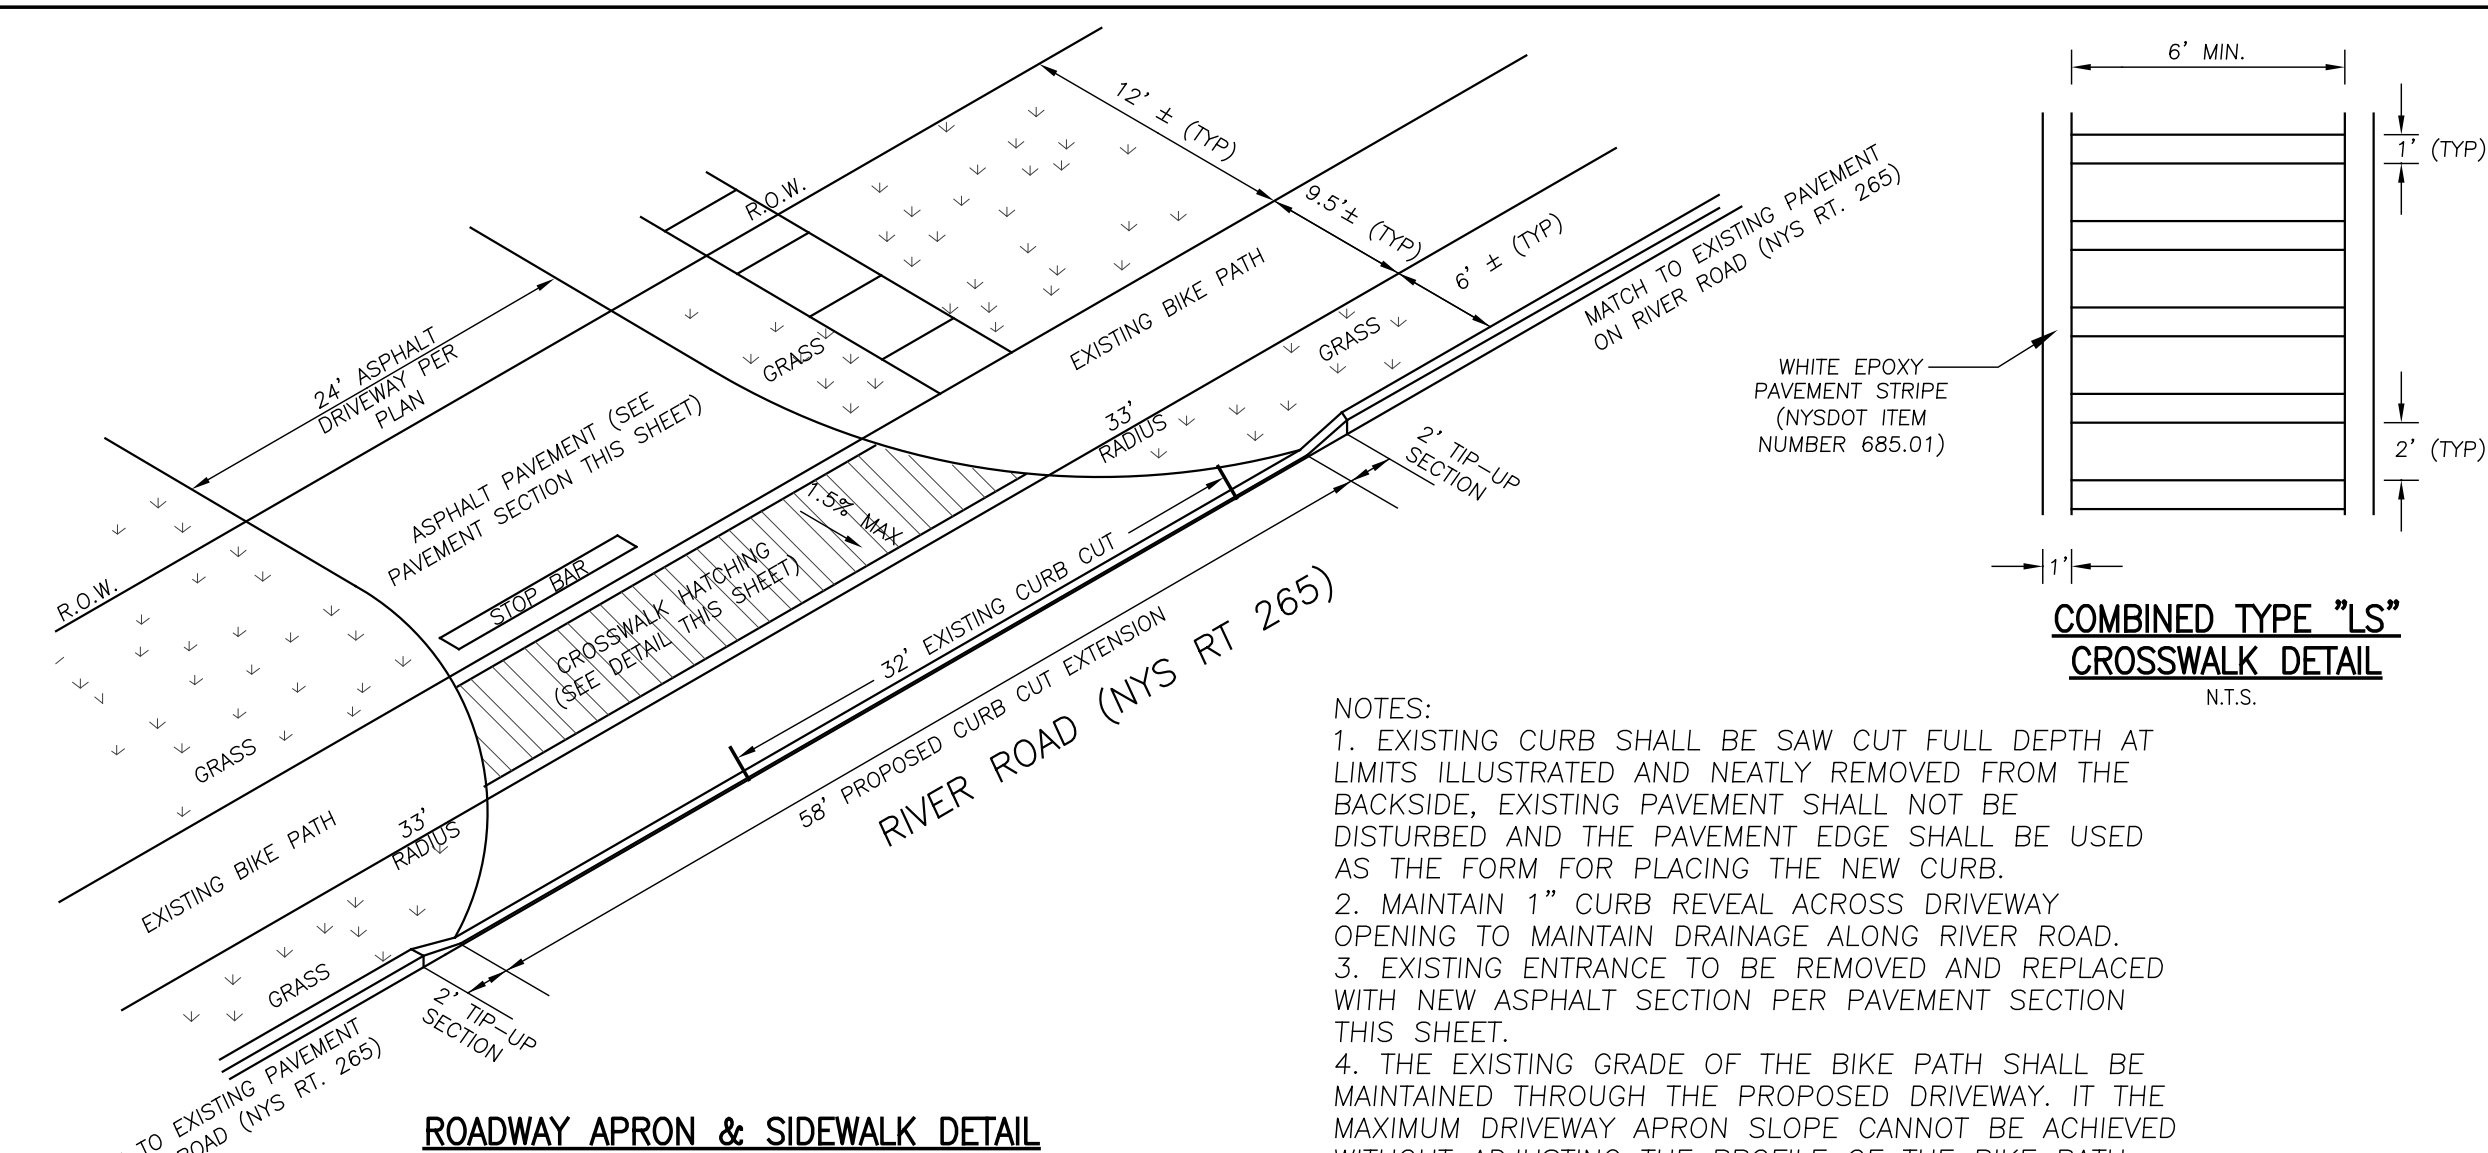 12' ± (TYP)
9.5'± (TYP)
6' ± (TYP)
R.O.W.
MATCH TO EXISTING PAVEMENT
ON RIVER ROAD (NYS RT. 265)
EXISTING BIKE PATH
GRASS
GRASS
24' ASPHALT
DRIVEWAY PER
PLAN
ASPHALT PAVEMENT (SEE
PAVEMENT SECTION THIS SHEET)
33'
RADIUS
2' TIP-UP
SECTION
1.5% MAX
R.O.W.
STOP BAR
CROSSWALK HATCHING
(SEE DETAIL THIS SHEET)
32' EXISTING CURB CUT
58' PROPOSED CURB CUT EXTENSION
RIVER ROAD (NYS RT 265)
GRASS
EXISTING BIKE PATH
33'
RADIUS
GRASS
2' TIP-UP
SECTION
TO EXISTING PAVEMENT
ROAD (NYS RT. 265)
ROADWAY APRON & SIDEWALK DETAIL
6' MIN.
1' (TYP)
WHITE EPOXY
PAVEMENT STRIPE
(NYSDOT ITEM
NUMBER 685.01)
2' (TYP)
1'
COMBINED TYPE "LS"
CROSSWALK DETAIL
N.T.S.
NOTES:
1. EXISTING CURB SHALL BE SAW CUT FULL DEPTH AT
LIMITS ILLUSTRATED AND NEATLY REMOVED FROM THE
BACKSIDE, EXISTING PAVEMENT SHALL NOT BE
DISTURBED AND THE PAVEMENT EDGE SHALL BE USED
AS THE FORM FOR PLACING THE NEW CURB.
2. MAINTAIN 1" CURB REVEAL ACROSS DRIVEWAY
OPENING TO MAINTAIN DRAINAGE ALONG RIVER ROAD.
3. EXISTING ENTRANCE TO BE REMOVED AND REPLACED
WITH NEW ASPHALT SECTION PER PAVEMENT SECTION
THIS SHEET.
4. THE EXISTING GRADE OF THE BIKE PATH SHALL BE
MAINTAINED THROUGH THE PROPOSED DRIVEWAY. IT THE
MAXIMUM DRIVEWAY APRON SLOPE CANNOT BE ACHIEVED
WITHOUT ADJUSTING THE PROFILE OF THE BIKE PATH